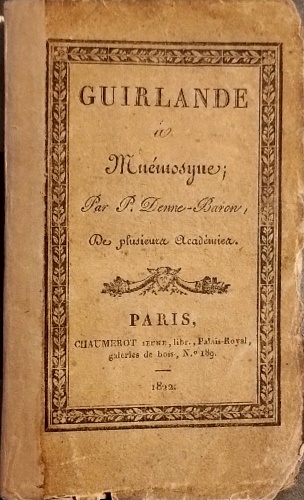 GUIRLANDE
à
Mnémosyne;
Par P. Denne-Baron,
De plusieurs Académies.
PARIS,
CHAUMEROT JEUNE, libr., Palais-Royal,
galeries de bois, N.º 189.
1822.